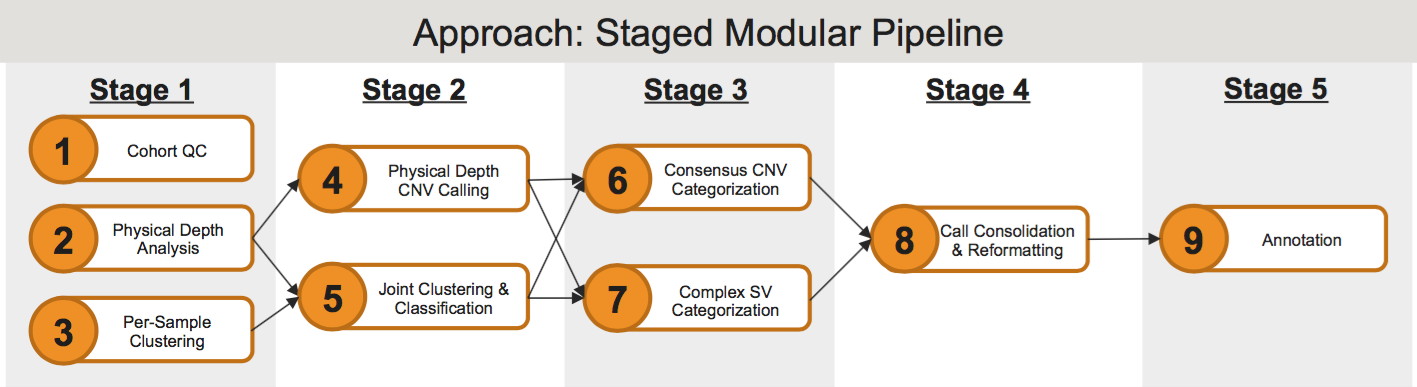 Approach: Staged Modular Pipeline
Stage 1
1
Cohort QC
2
Physical Depth
Analysis
3
Per-Sample
Clustering
Stage 2
4
Physical Depth
CNV Calling
5
Joint Clustering &
Classification
Stage 3
6
Consensus CNV
Categorization
7
Complex SV
Categorization
Stage 4
8
Call Consolidation
& Reformatting
Stage 5
9
Annotation